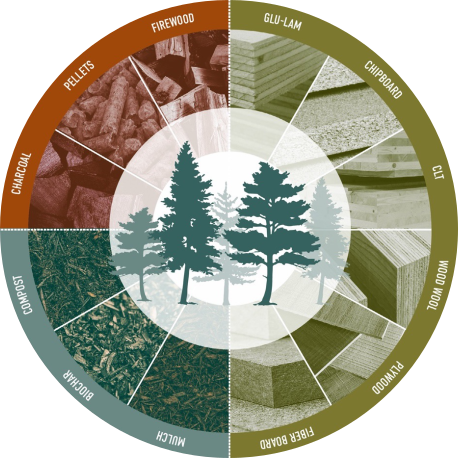 FIREWOOD
GLU-LAM
CHIPBOARD
CLT
WOOD WOOL
PLYWOOD
FIBER BOARD
MULCH
BIOCHAR
COMPOST
CHARCOAL
PELLETS